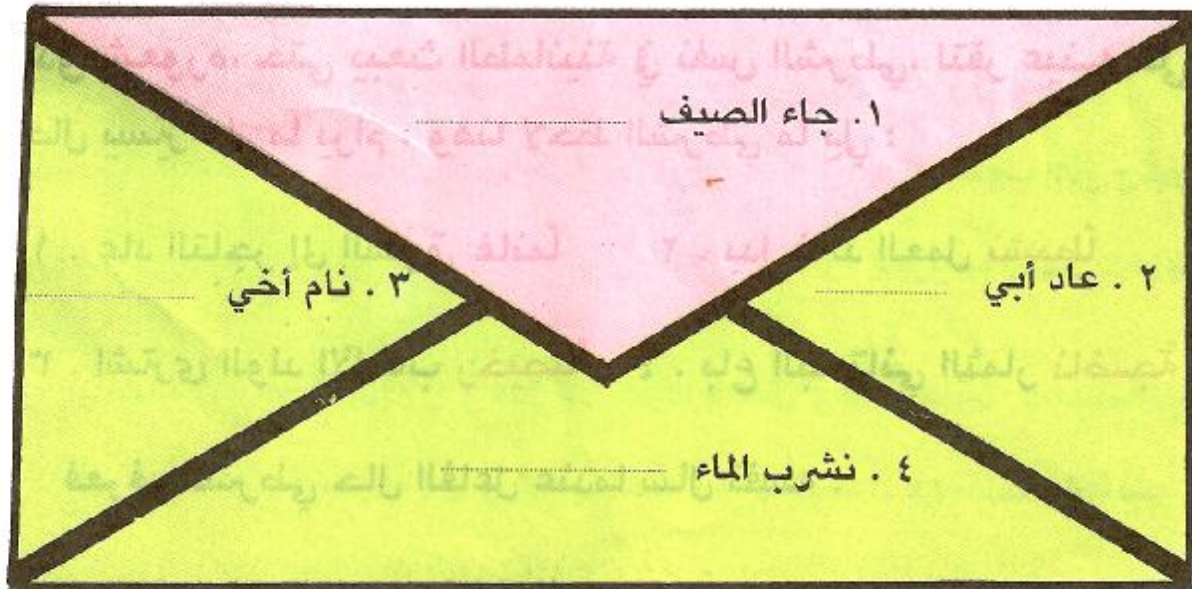 ١. جاء الصيف ............
٢. عاد أبي ............
٣. نام أخي ............
٤. نشرب الماء ............